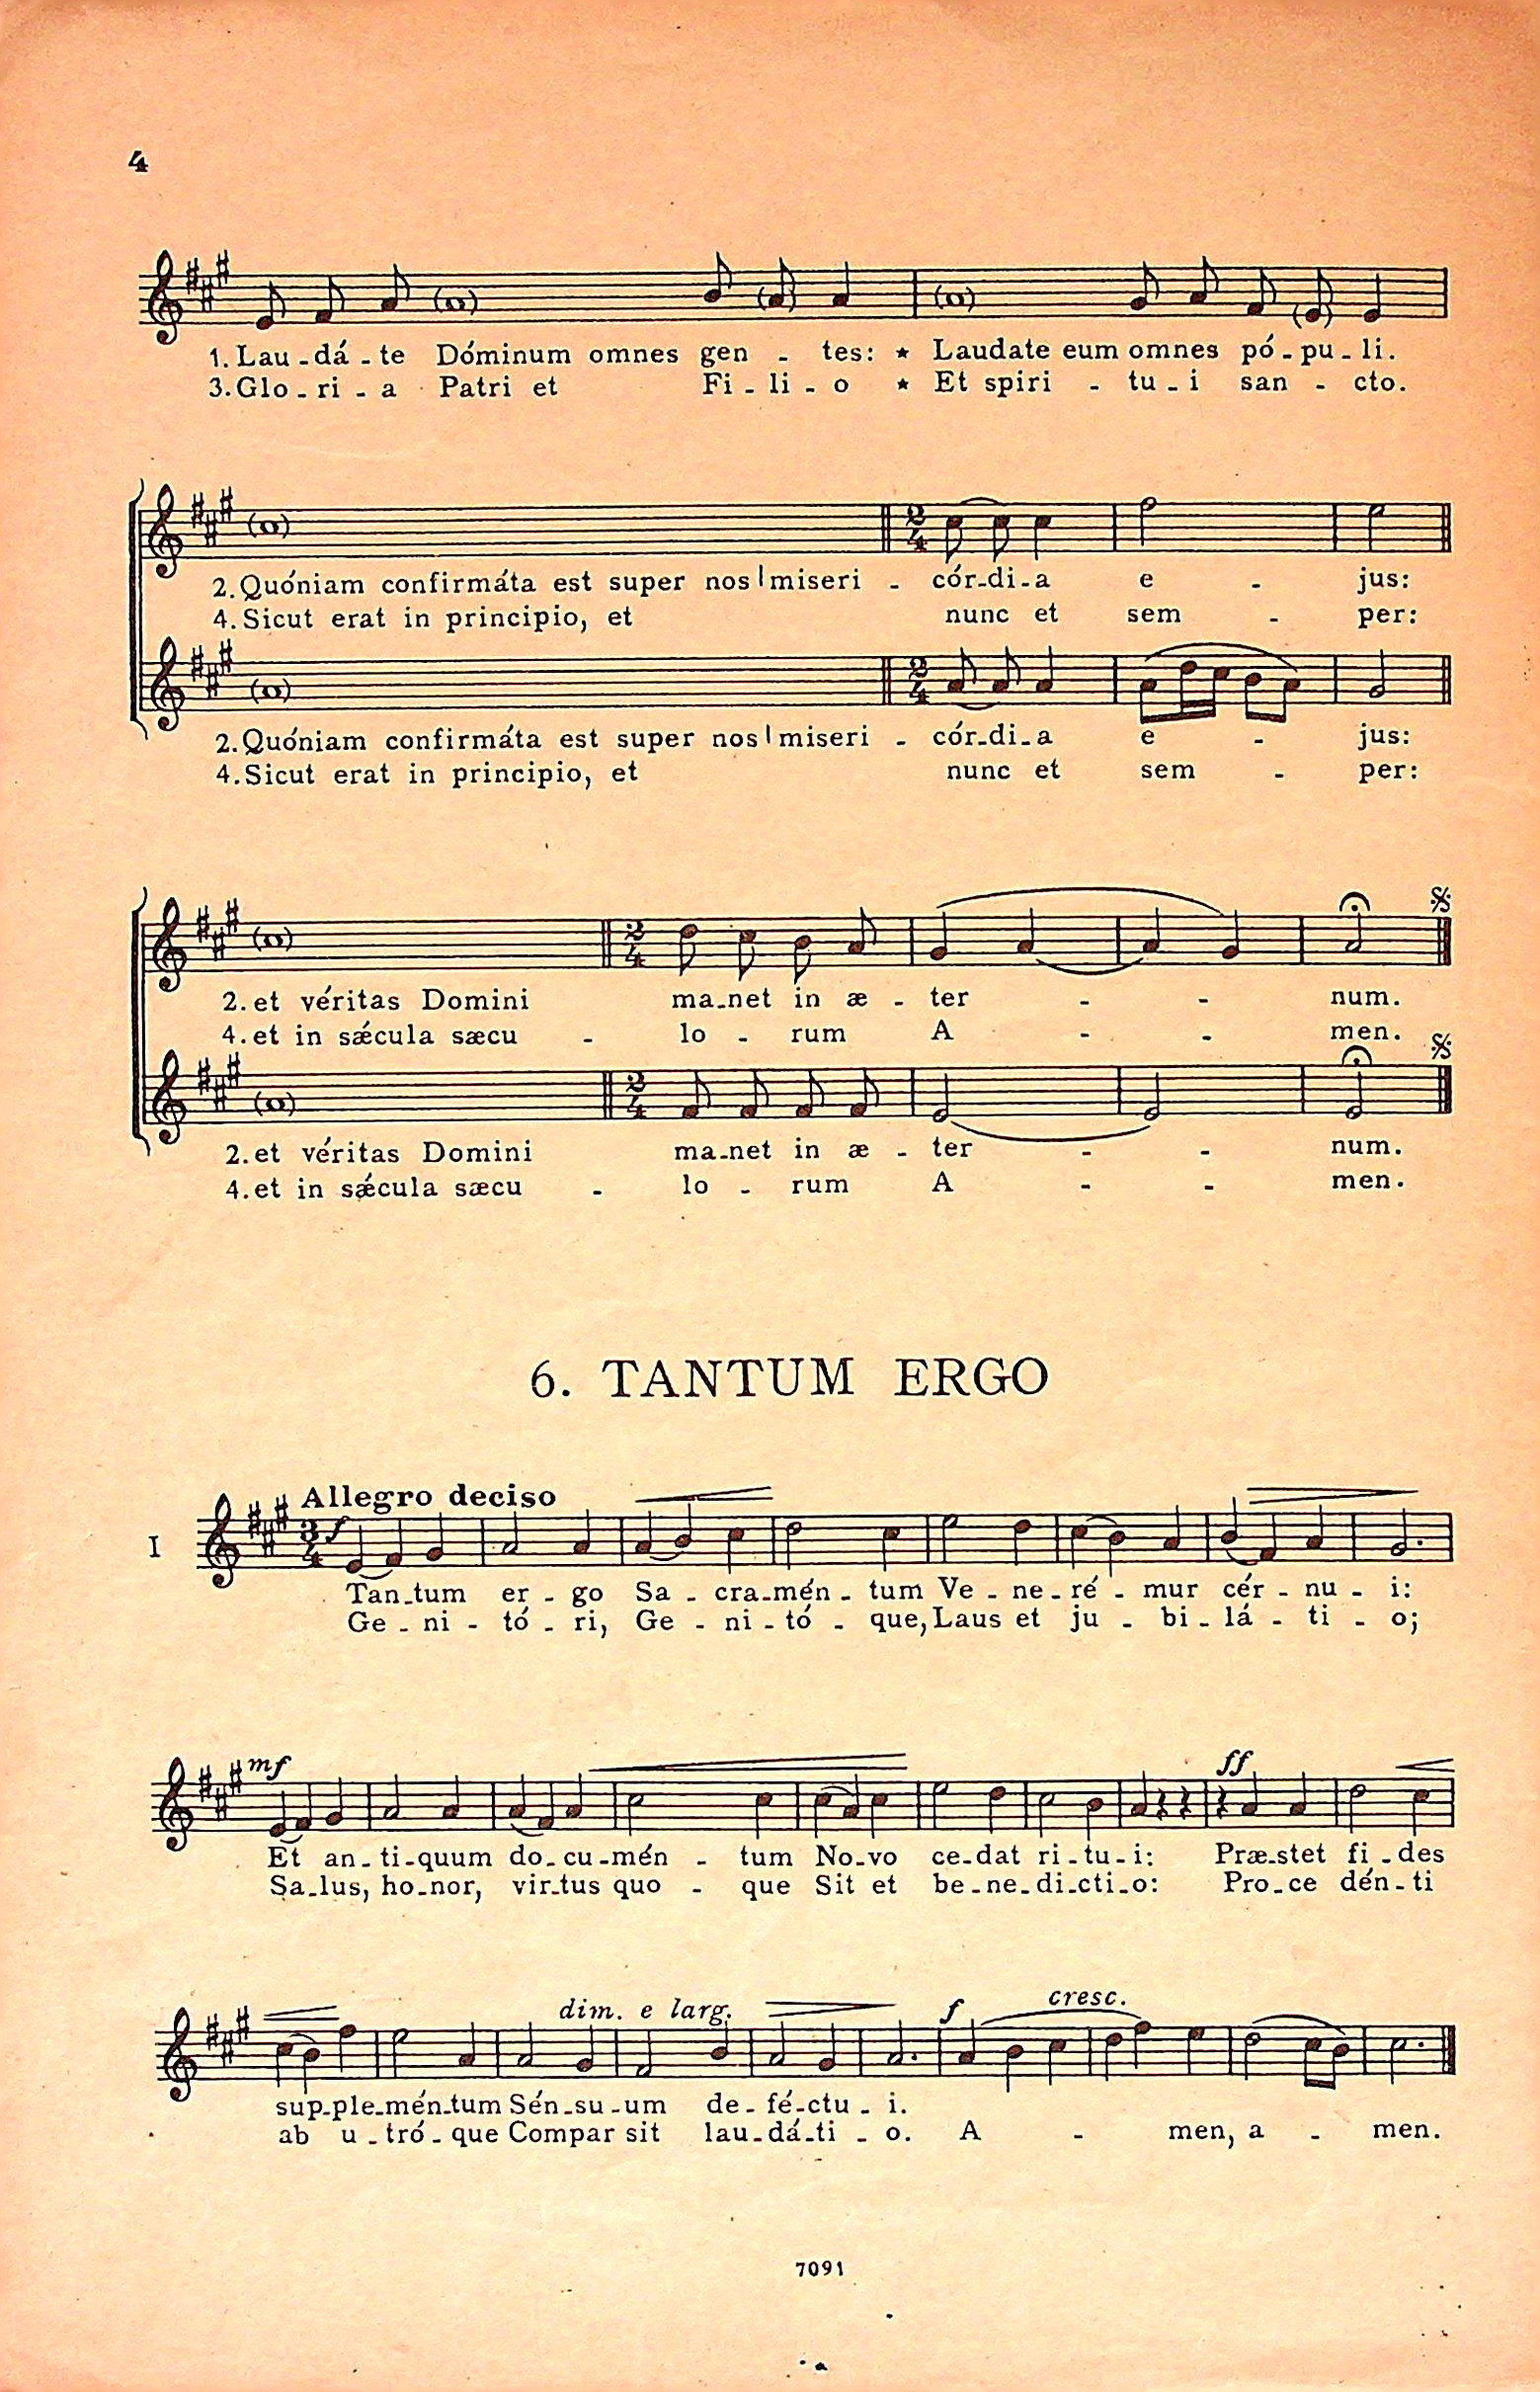 4
1. Lau - dá - te Dóminum omnes gen - tes: * Laudate eum omnes pó - pu - li.
3. Glo - ri - a Patri et Fi - li - o * Et spiri - tu - i san - cto.
2. Quóniam confirmáta est super nos | miseri - cór - di - a e - jus:
4. Sicut erat in principio, et nunc et sem - per:
2. Quóniam confirmáta est super nos | miseri - cór - di - a e - jus:
4. Sicut erat in principio, et nunc et sem - per:
2. et véritas Domini ma - net in æ - ter - - num.
4. et in sǽcula sæcu - lo - rum A - - men.
2. et véritas Domini ma - net in æ - ter - - num.
4. et in sǽcula sæcu - lo - rum A - - men.
6. TANTUM ERGO
Allegro deciso
I
f
Tan - tum er - go Sa - cra - mén - tum Ve - ne - ré - mur cér - nu - i:
Ge - ni - tó - ri, Ge - ni - tó - que, Laus et ju - bi - lá - ti - o;
mf ff
Et an - ti - quum do - cu - mén - tum No - vo ce - dat ri - tu - i: Præ - stet fi - des
Sa - lus, ho - nor, vir - tus quo - que Sit et be - ne - di - cti - o: Pro - ce dén - ti
dim. e larg. f cresc.
sup - ple - mén - tum Sén - su - um de - fé - ctu - i.
ab u - tró - que Compar sit lau - dá - ti - o. A - men, a - men.
7091